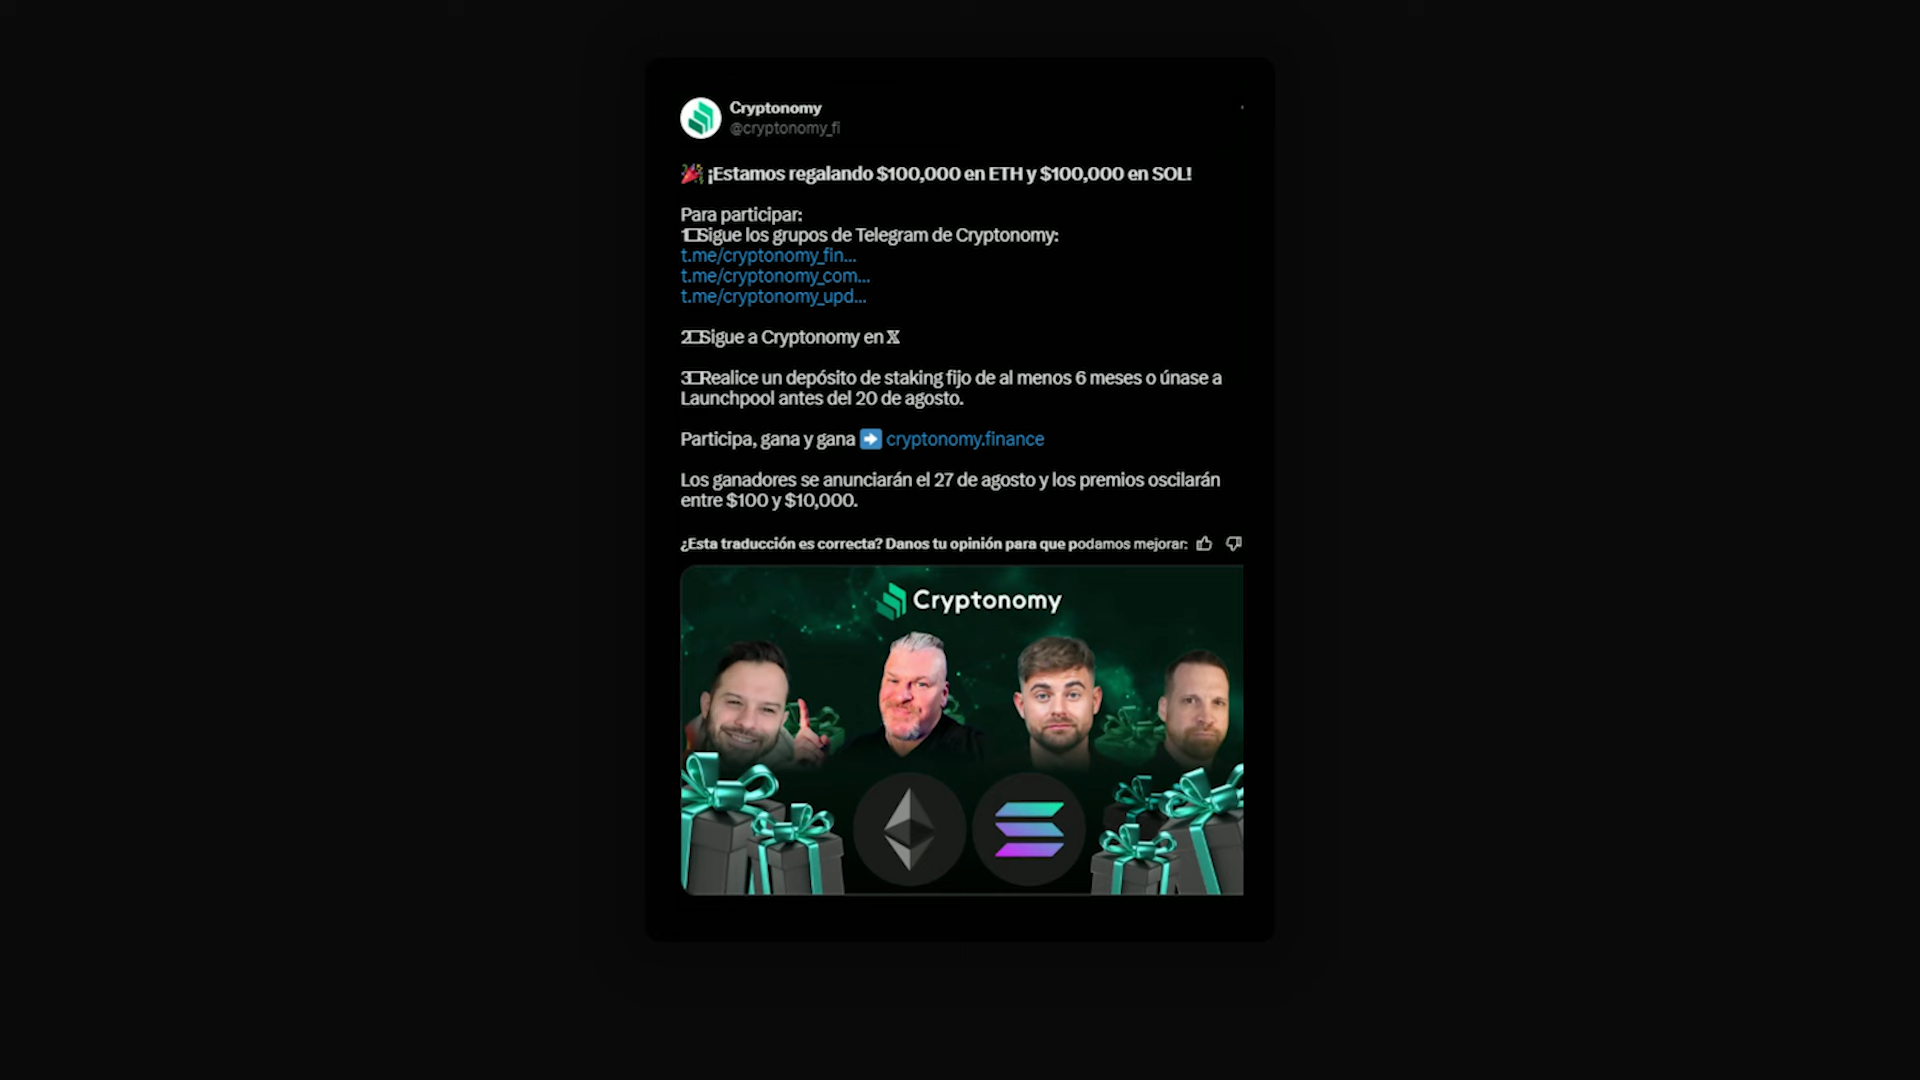 Cryptonomy
@cryptonomy_fi
🎉 ¡Estamos regalando $100,000 en ETH y $100,000 en SOL!
Para participar:
1 Sigue los grupos de Telegram de Cryptonomy:
t.me/cryptonomy_fin...
t.me/cryptonomy_com...
t.me/cryptonomy_upd...
2 Sigue a Cryptonomy en 𝕏
3 Realice un depósito de staking fijo de al menos 6 meses o únase a
Launchpool antes del 20 de agosto.
Participa, gana y gana ➡️ cryptonomy.finance
Los ganadores se anunciarán el 27 de agosto y los premios oscilarán
entre $100 y $10,000.
¿Esta traducción es correcta? Danos tu opinión para que podamos mejorar:
Cryptonomy